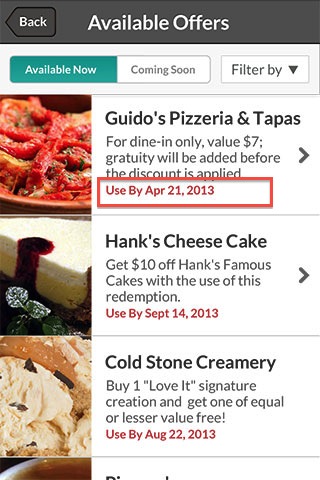 Back
Available Offers
Available Now
Coming Soon
Filter by ▼
Guido's Pizzeria & Tapas
For dine-in only, value $7;
gratuity will be added before
the discount is applied
Use By Apr 21, 2013
Hank's Cheese Cake
Get $10 off Hank's Famous
Cakes with the use of this
redemption.
Use By Sept 14, 2013
Cold Stone Creamery
Buy 1 "Love It" signature
creation and get one of equal
or lesser value free!
Use By Aug 22, 2013